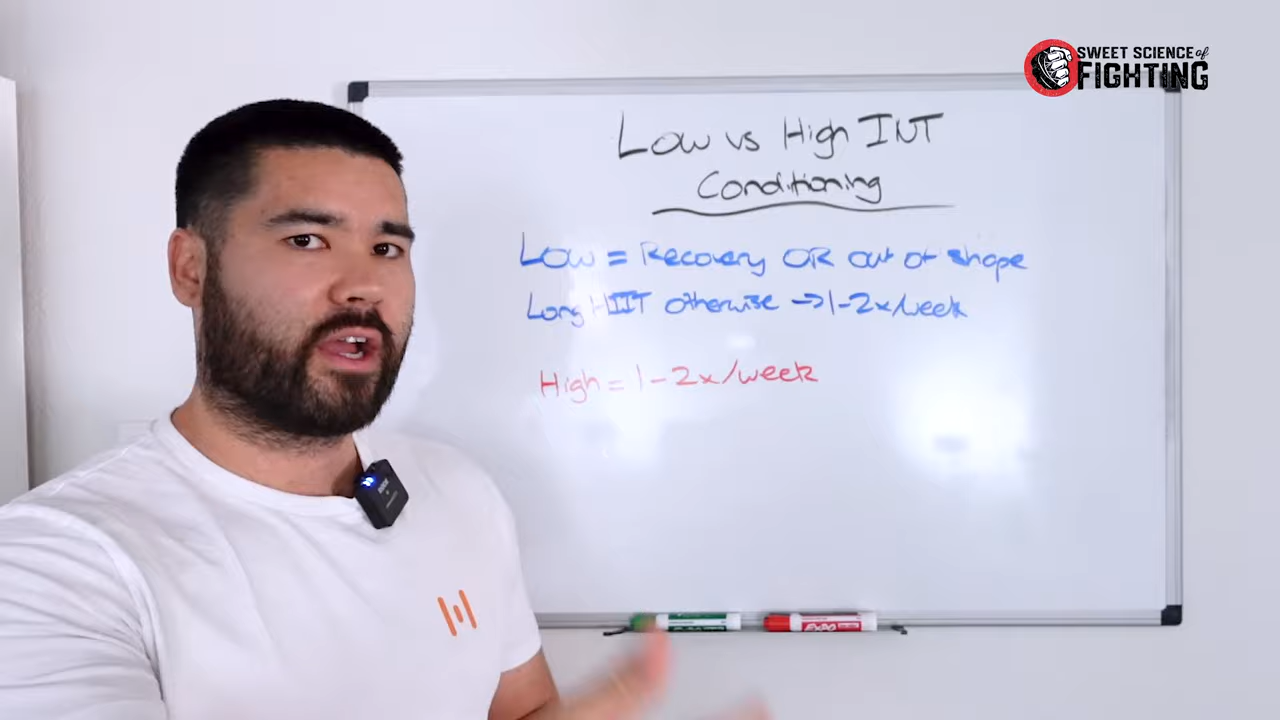 SWEET SCIENCE of
FIGHTING
Low vs High INT
Conditioning
Low = Recovery OR out of shape
Long HIIT otherwise → 1-2x/week
High = 1-2x/week
EXPO